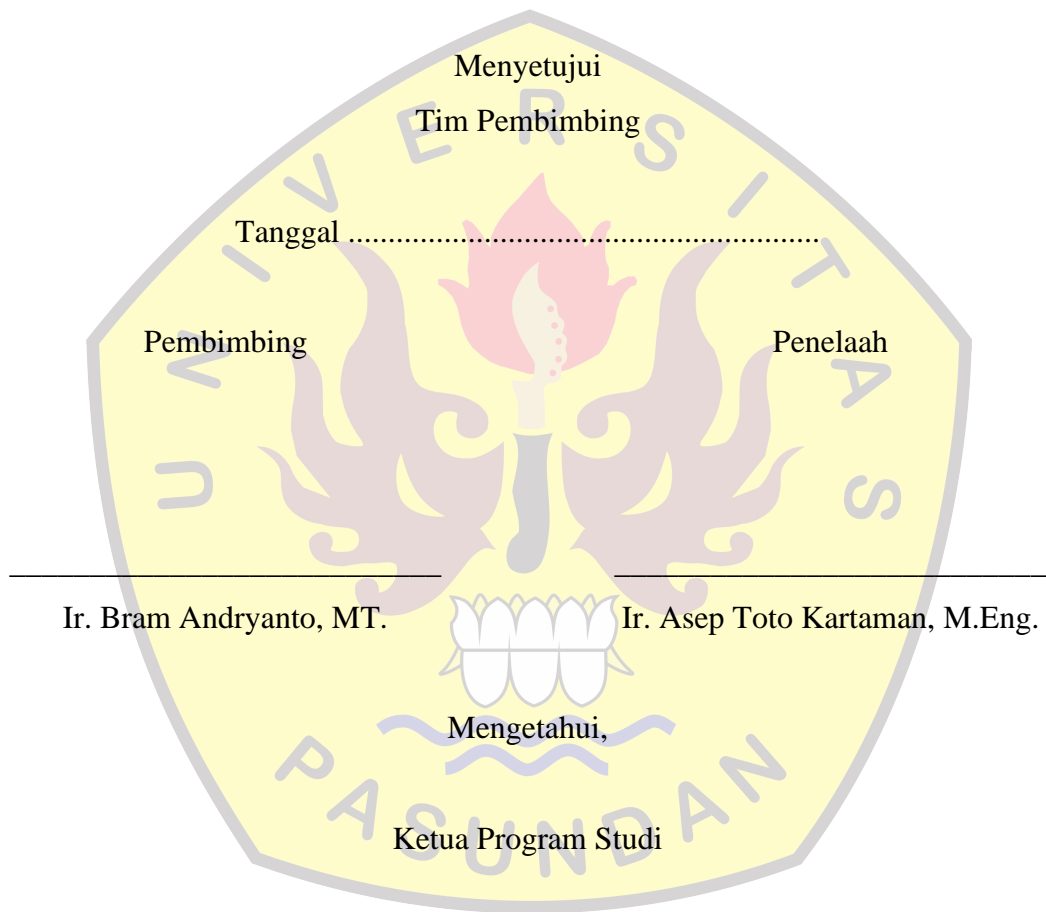 Menyetujui
Tim Pembimbing
Tanggal ...........................................................
Pembimbing Penelaah
Ir. Bram Andryanto, MT. Ir. Asep Toto Kartaman, M.Eng.
Mengetahui,
Ketua Program Studi
UNIVERSITAS
PASUNDAN